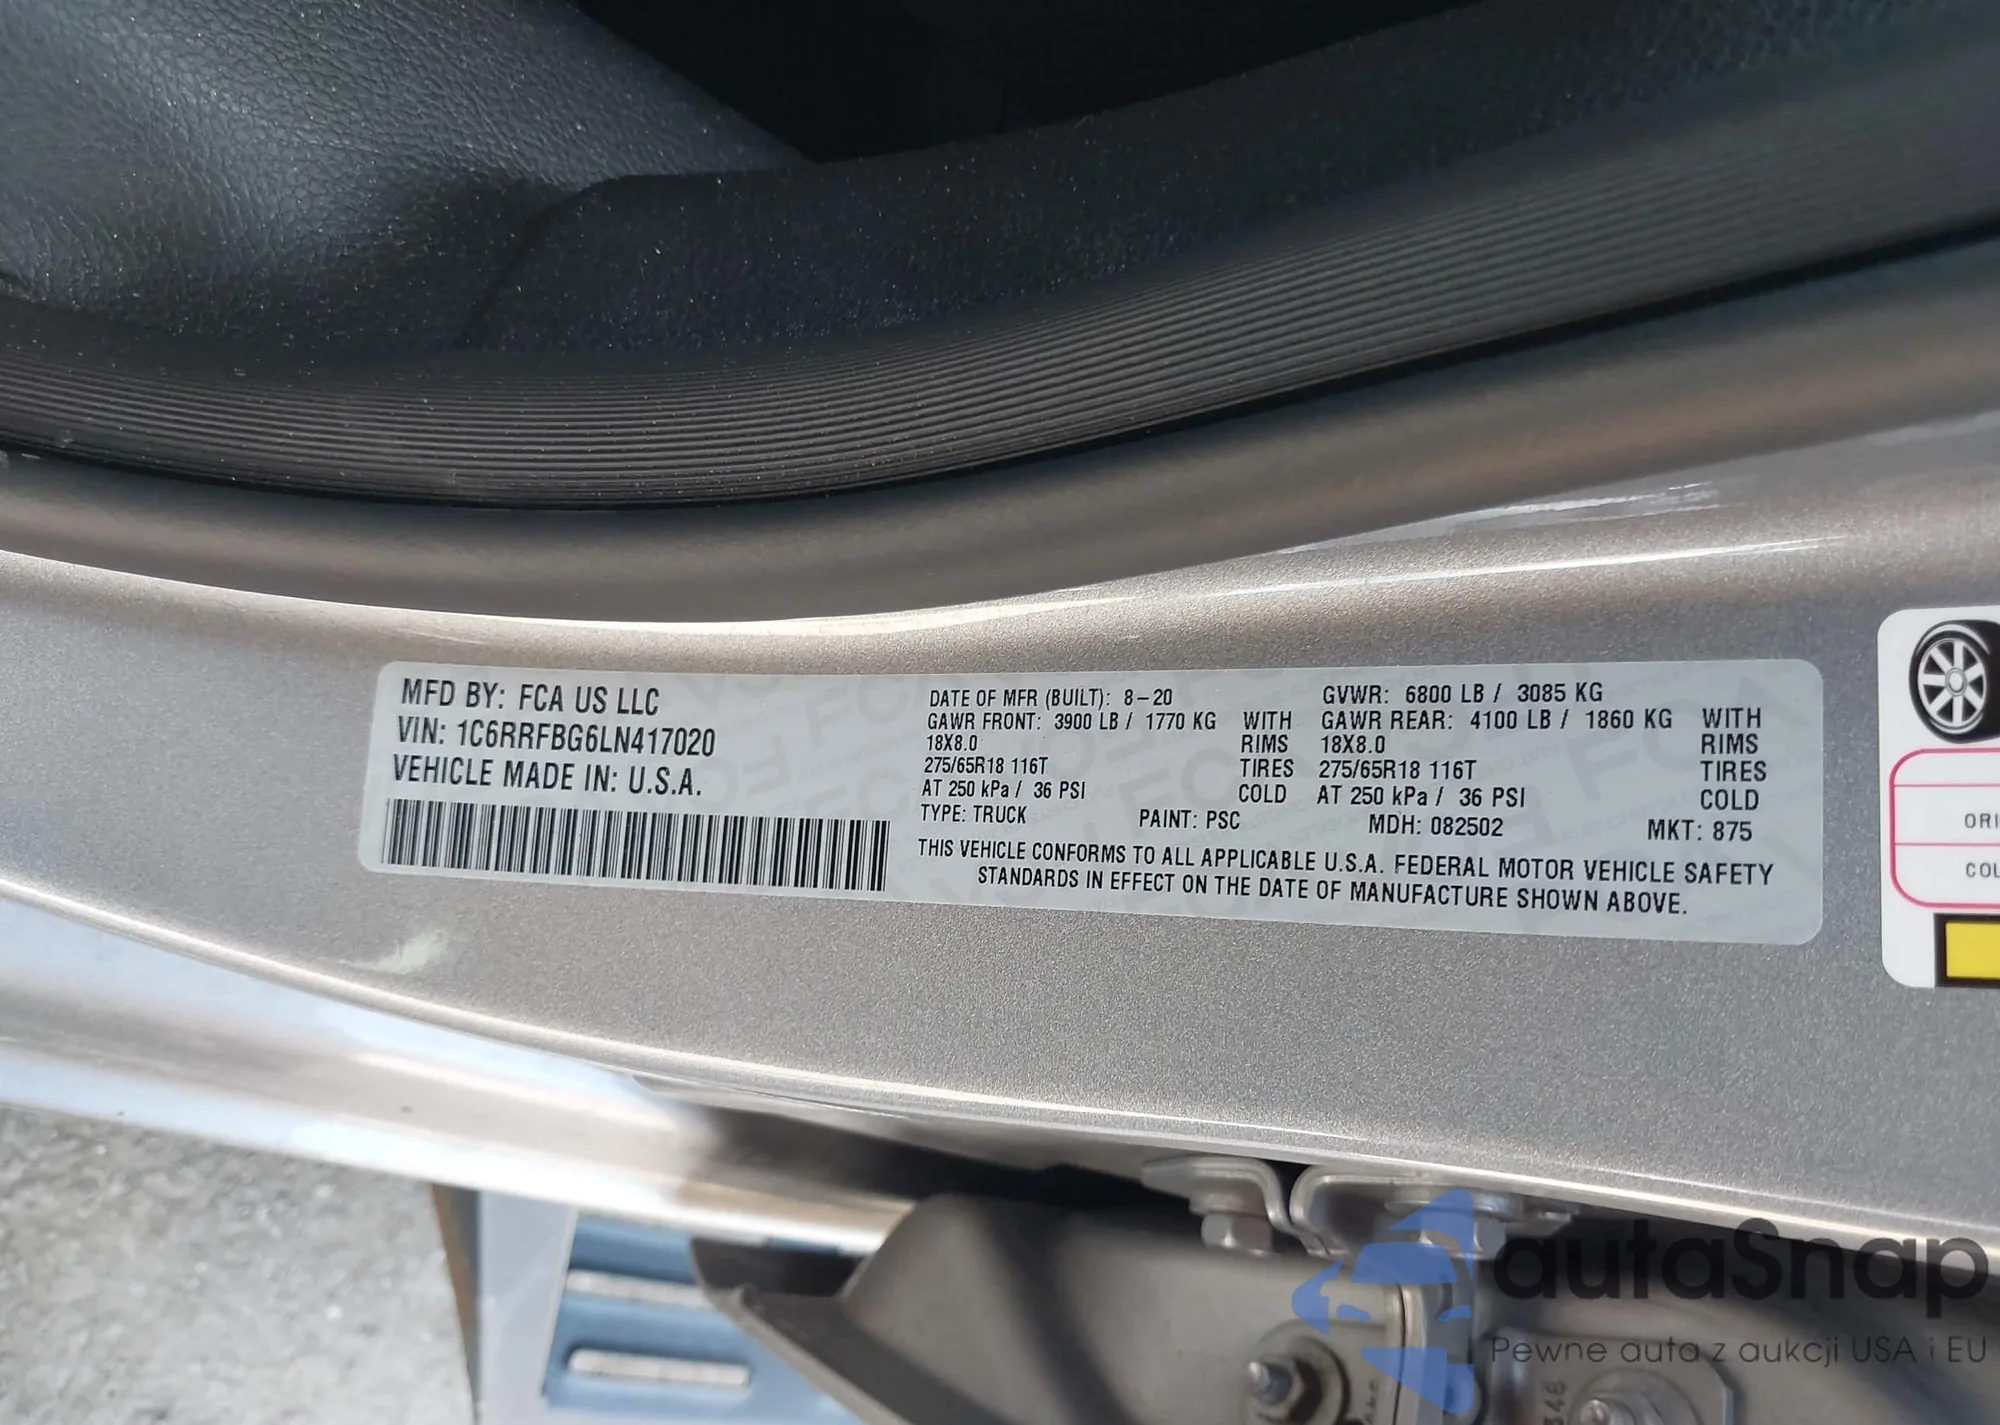 MFD BY: FCA US LLC
VIN: 1C6RRFBG6LN417020
VEHICLE MADE IN: U.S.A.
DATE OF MFR (BUILT): 8-20
GVWR: 6800 LB / 3085 KG
GAWR FRONT: 3900 LB / 1770 KG WITH
GAWR REAR: 4100 LB / 1860 KG WITH
18X8.0 RIMS
18X8.0 RIMS
275/65R18 116T TIRES
275/65R18 116T TIRES
AT 250 kPa / 36 PSI COLD
AT 250 kPa / 36 PSI COLD
TYPE: TRUCK PAINT: PSC MDH: 082502 MKT: 875
THIS VEHICLE CONFORMS TO ALL APPLICABLE U.S.A. FEDERAL MOTOR VEHICLE SAFETY
STANDARDS IN EFFECT ON THE DATE OF MANUFACTURE SHOWN ABOVE.
ORI
COU
autaSnap
Pewne auta z aukcji USA i EU